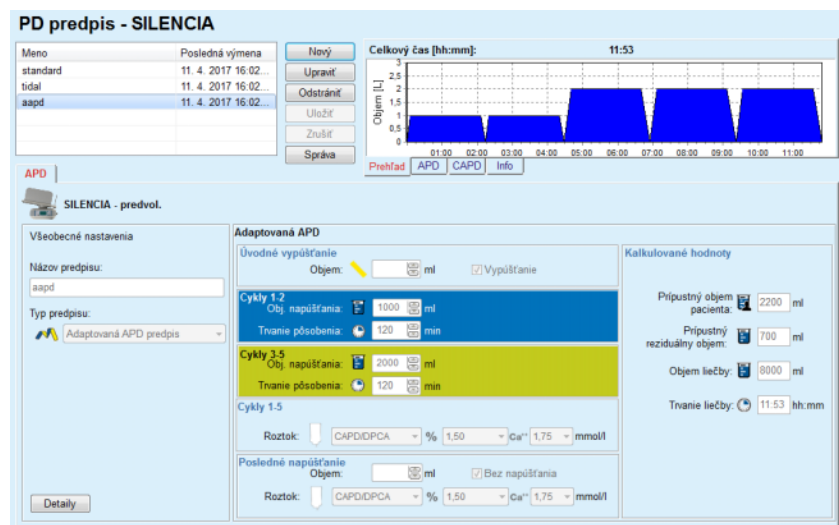 PD predpis - SILENCIA
Meno Posledná výmena
standard 11. 4. 2017 16:02...
tidal 11. 4. 2017 16:02...
aapd 11. 4. 2017 16:02...
Nový
Upraviť
Odstrániť
Uložiť
Zrušiť
Správa
Celkový čas [hh:mm]: 11:53
Objem [L]
3
2,5
2
1,5
1
0,5
0
01:00 02:00 03:00 04:00 05:00 06:00 07:00 08:00 09:00 10:00 11:00
Prehľad APD CAPD Info
APD
SILENCIA - predvol.
Všeobecné nastavenia
Názov predpisu:
aapd
Typ predpisu:
Adaptovaná APD predpis
Detaily
Adaptovaná APD
Úvodné vypúšťanie
Objem: ml Vypúšťanie
Cykly 1-2
Obj. napúšťania: 1000 ml
Trvanie pôsobenia: 120 min
Cykly 3-5
Obj. napúšťania: 2000 ml
Trvanie pôsobenia: 120 min
Cykly 1-5
Roztok: CAPD/DPCA % 1,50 Ca⁺⁺ 1,75 mmol/l
Posledné napúšťanie
Objem: ml Bez napúšťania
Roztok: CAPD/DPCA % 1,50 Ca⁺⁺ 1,75 mmol/l
Kalkulované hodnoty
Prípustný objem
pacienta: 2200 ml
Prípustný
reziduálny objem: 700 ml
Objem liečby: 8000 ml
Trvanie liečby: 11:53 hh:mm